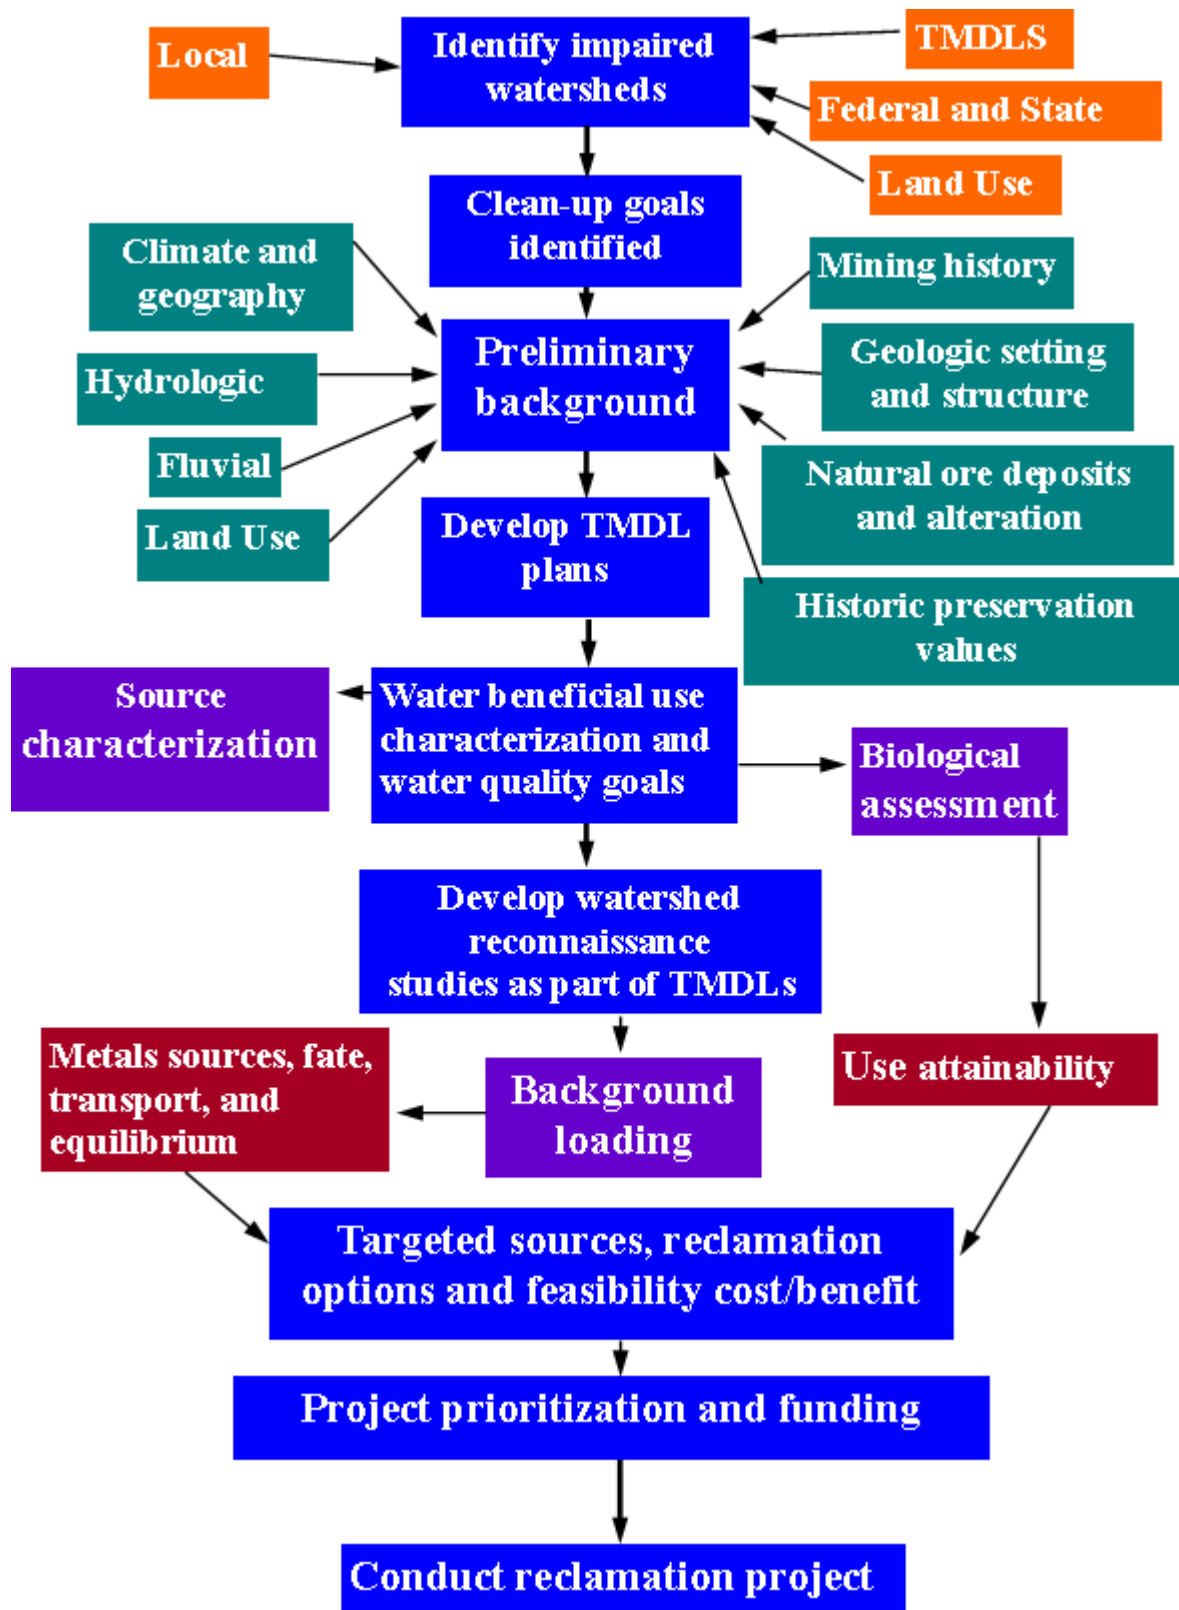 Local
Identify impaired
watersheds
TMDLS
Federal and State
Land Use
Clean-up goals
identified
Climate and
geography
Mining history
Preliminary
background
Hydrologic
Geologic setting
and structure
Fluvial
Natural ore deposits
and alteration
Land Use
Develop TMDL
plans
Historic preservation
values
Source
characterization
Water beneficial use
characterization and
water quality goals
Biological
assessment
Develop watershed
reconnaissance
studies as part of TMDLs
Metals sources, fate,
transport, and
equilibrium
Background
loading
Use attainability
Targeted sources, reclamation
options and feasibility cost/benefit
Project prioritization and funding
Conduct reclamation project